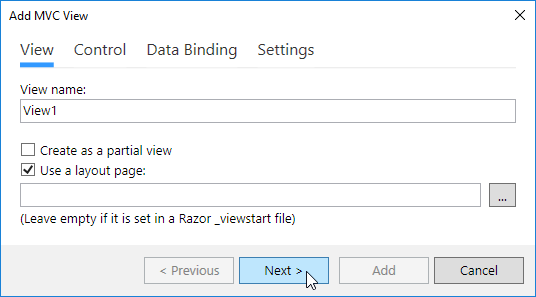 Add MVC View
View Control Data Binding Settings
View name:
View1
Create as a partial view
Use a layout page:
...
(Leave empty if it is set in a Razor _viewstart file)
< Previous Next > Add Cancel